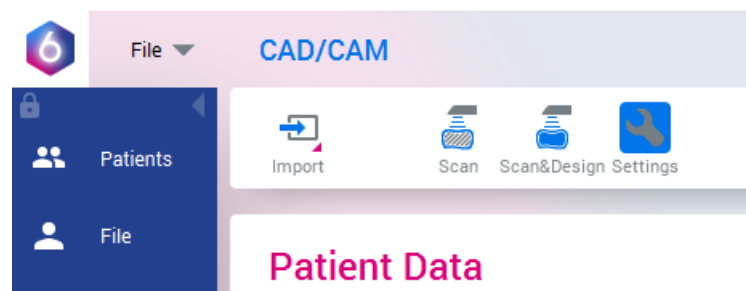 6
File
CAD/CAM
Patients
Import
Scan
Scan&Design
Settings
File
Patient Data